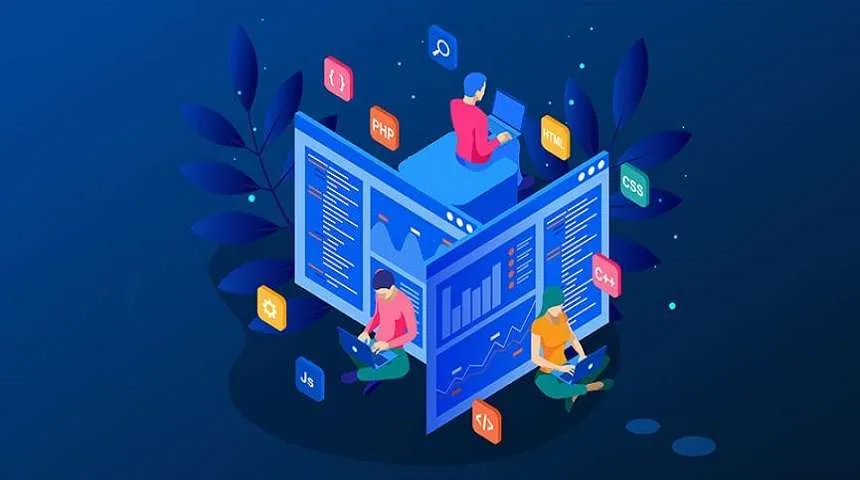 { }
PHP
HTML
CSS
C++
Js
</>